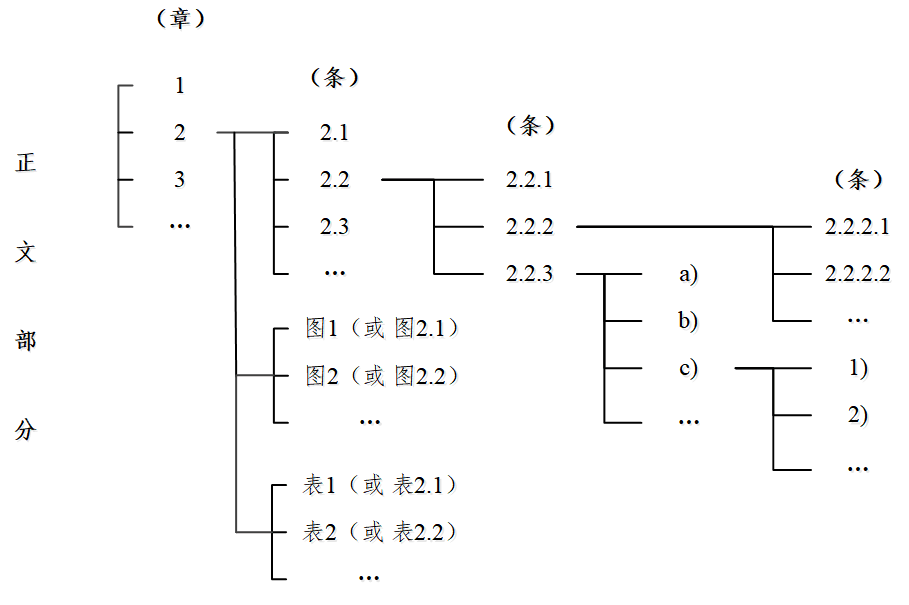 正文部分
（章）
1
2
3
…
（条）
2.1
2.2
2.3
…
图1（或 图2.1）
图2（或 图2.2）
…
表1（或 表2.1）
表2（或 表2.2）
…
（条）
2.2.1
2.2.2
2.2.3
a)
b)
c)
…
（条）
2.2.2.1
2.2.2.2
…
1)
2)
…